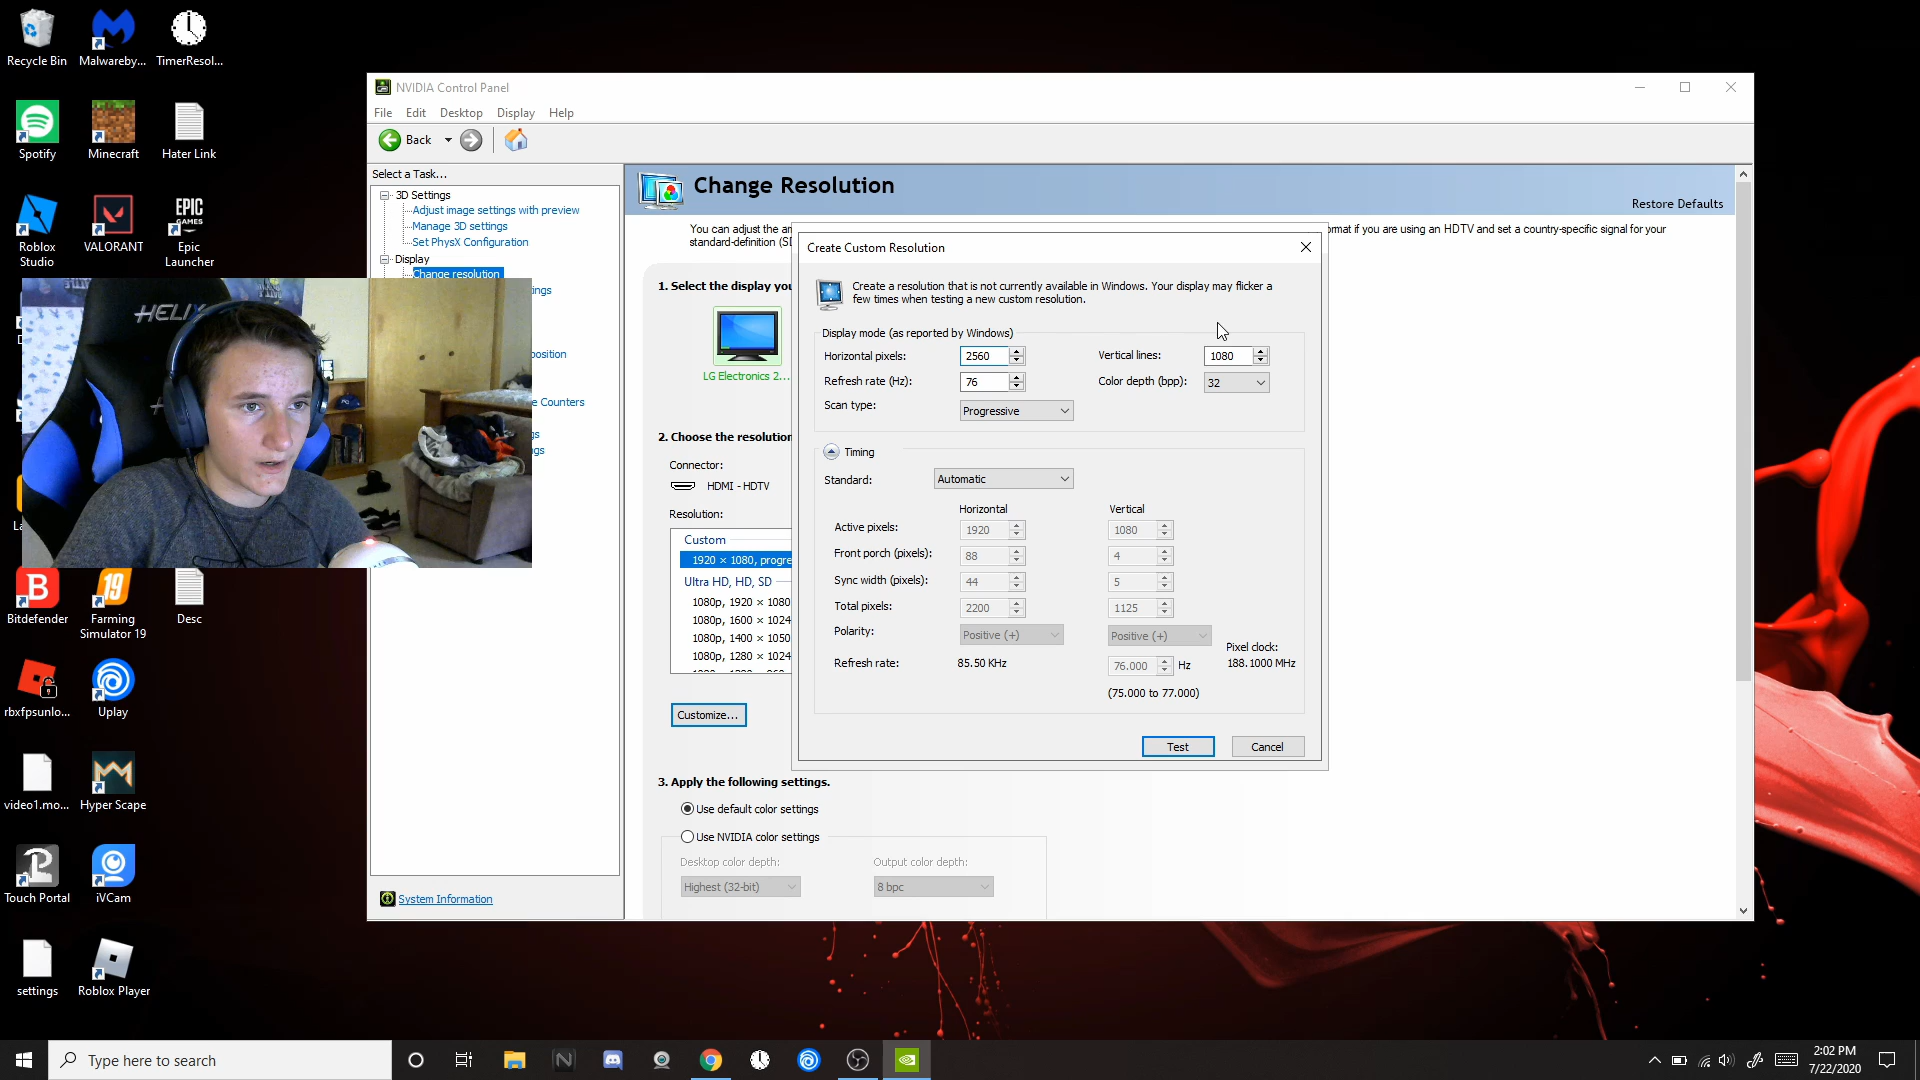 Recycle Bin
Malwareby...
TimerResol...
Spotify
Minecraft
Hater Link
Roblox
Studio
VALORANT
EPIC
GAMES
Epic
Launcher
HELIX
La
Bitdefender
19
Farming
Simulator 19
Desc
rbxfpsunlo...
Uplay
video1.mo...
Hyper Scape
Touch Portal
iVCam
settings
Roblox Player
NVIDIA Control Panel
File
Edit
Desktop
Display
Help
Back
Select a Task...
3D Settings
Adjust image settings with preview
Manage 3D settings
Set PhysX Configuration
Display
Change resolution
ngs
osition
e Counters
gs
ngs
System Information
Change Resolution
Restore Defaults
You can adjust the am
ormat if you are using an HDTV and set a country-specific signal for your
standard-definition (SD
1. Select the display you
LG Electronics 2...
2. Choose the resolution
Connector:
HDMI - HDTV
Resolution:
Custom
1920 × 1080, progre
Ultra HD, HD, SD
1080p, 1920 × 1080
1080p, 1600 × 1024
1080p, 1400 × 1050
1080p, 1280 × 1024
Customize...
3. Apply the following settings.
Use default color settings
Use NVIDIA color settings
Desktop color depth:
Output color depth:
Highest (32-bit)
8 bpc
Create Custom Resolution
Create a resolution that is not currently available in Windows. Your display may flicker a
few times when testing a new custom resolution.
Display mode (as reported by Windows)
Horizontal pixels:
2560
Vertical lines:
1080
Refresh rate (Hz):
76
Color depth (bpp):
32
Scan type:
Progressive
Timing
Standard:
Automatic
Horizontal
Vertical
Active pixels:
1920
1080
Front porch (pixels):
88
4
Sync width (pixels):
44
5
Total pixels:
2200
1125
Polarity:
Positive (+)
Positive (+)
Pixel clock:
Refresh rate:
85.50 KHz
76.000
Hz
188.1000 MHz
(75.000 to 77.000)
Test
Cancel
Type here to search
2:02 PM
7/22/2020